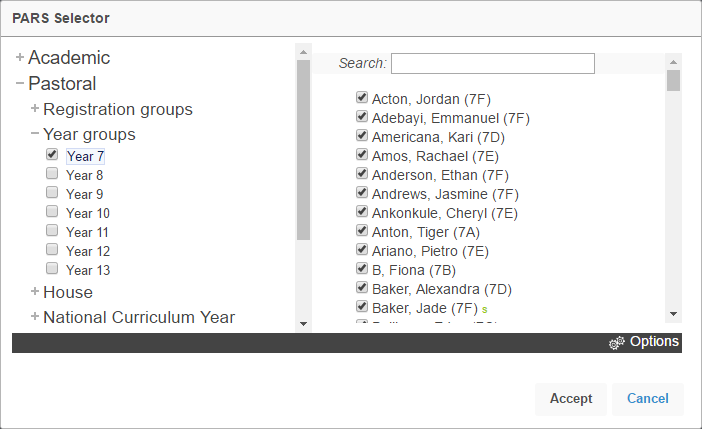 PARS Selector
Academic
Pastoral
Registration groups
Year groups
Year 7
Year 8
Year 9
Year 10
Year 11
Year 12
Year 13
House
National Curriculum Year
Search:
Acton, Jordan (7F)
Adebayi, Emmanuel (7F)
Americana, Kari (7D)
Amos, Rachael (7E)
Anderson, Ethan (7F)
Andrews, Jasmine (7F)
Ankonkule, Cheryl (7E)
Anton, Tiger (7A)
Ariano, Pietro (7E)
B, Fiona (7B)
Baker, Alexandra (7D)
Baker, Jade (7F) s
Options
Accept
Cancel